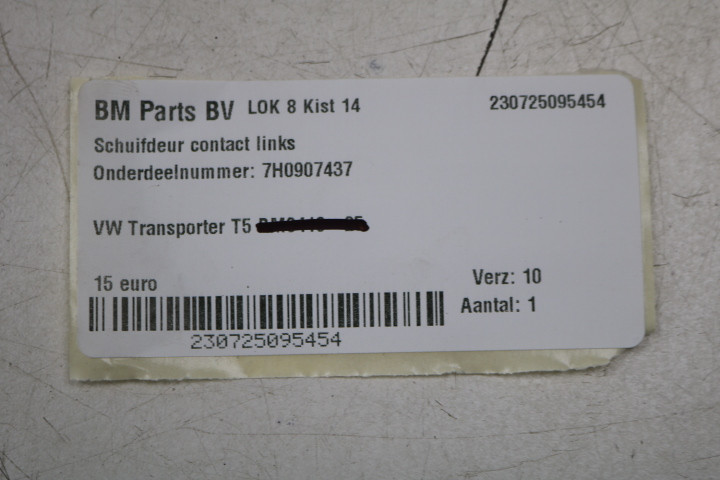 BM Parts BV LOK 8 Kist 14 230725095454
Schuifdeur contact links
Onderdeelnummer: 7H0907437
VW Transporter T5
15 euro Verz: 10
Aantal: 1
230725095454